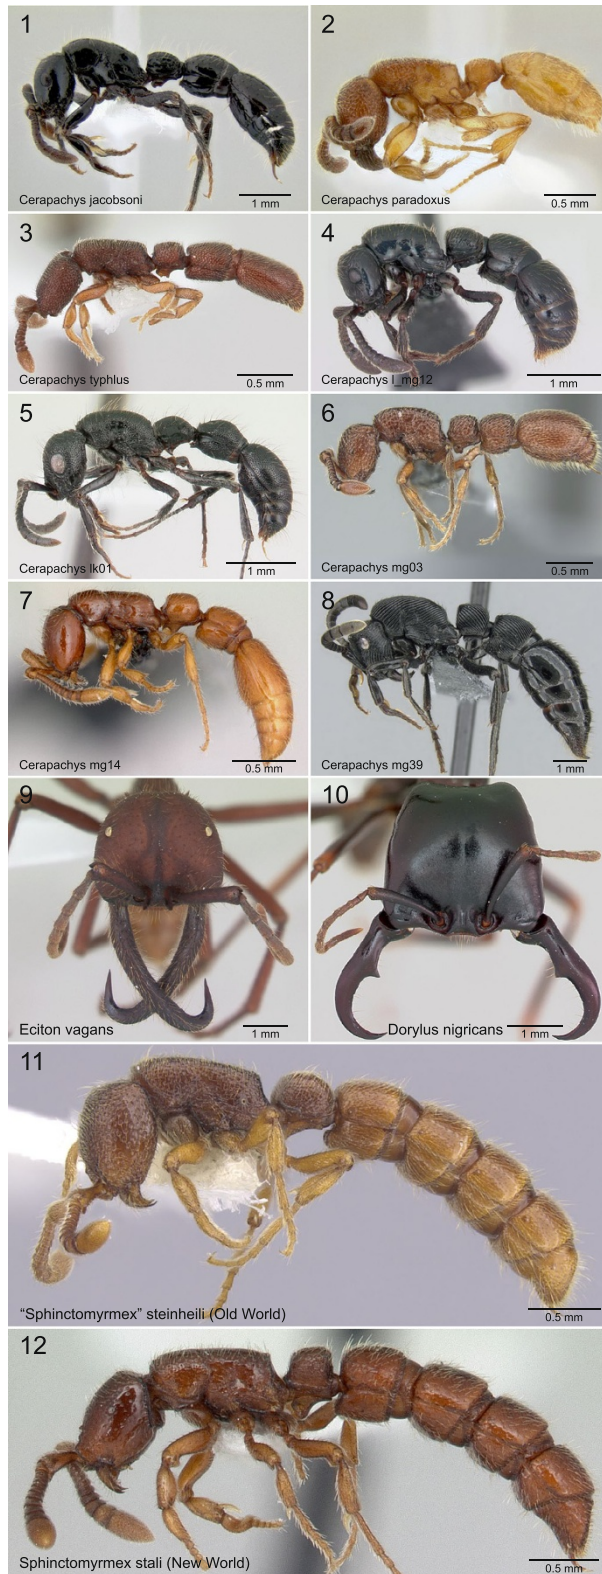 1
2
Cerapachys jacobsoni
1 mm
Cerapachys paradoxus
0.5 mm
3
4
Cerapachys typhlus
0.5 mm
Cerapachys l_mg12
1 mm
5
6
Cerapachys lk01
1 mm
Cerapachys mg03
0.5 mm
7
8
Cerapachys mg14
0.5 mm
Cerapachys mg39
1 mm
9
10
Eciton vagans
1 mm
Dorylus nigricans
1 mm
11
“Sphinctomyrmex” steinheili (Old World)
0.5 mm
12
Sphinctomyrmex stali (New World)
0.5 mm